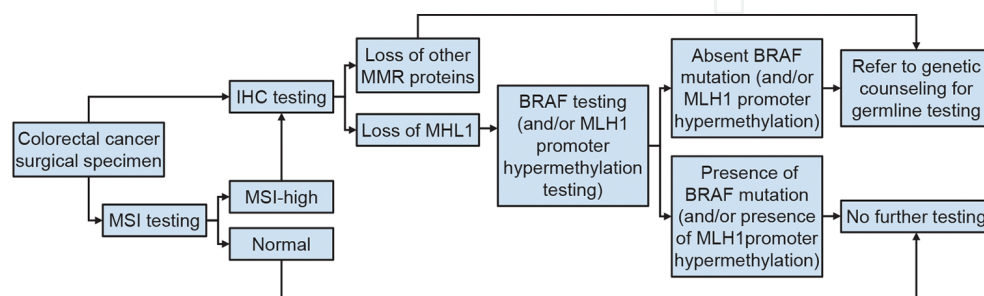 Colorectal cancer
surgical specimen
IHC testing
MSI testing
MSI-high
Normal
Loss of other
MMR proteins
Loss of MHL1
BRAF testing
(and/or MLH1
promoter
hypermethylation
testing)
Absent BRAF
mutation (and/or
MLH1 promoter
hypermethylation)
Presence of
BRAF mutation
(and/or presence
of MLH1promoter
hypermethylation)
Refer to genetic
counseling for
germline testing
No further testing